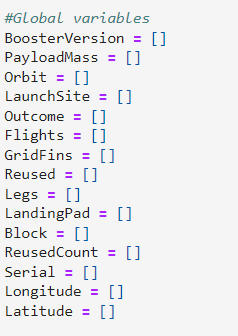 #Global variables
BoosterVersion = []
PayloadMass = []
Orbit = []
LaunchSite = []
Outcome = []
Flights = []
GridFins = []
Reused = []
Legs = []
LandingPad = []
Block = []
ReusedCount = []
Serial = []
Longitude = []
Latitude = []